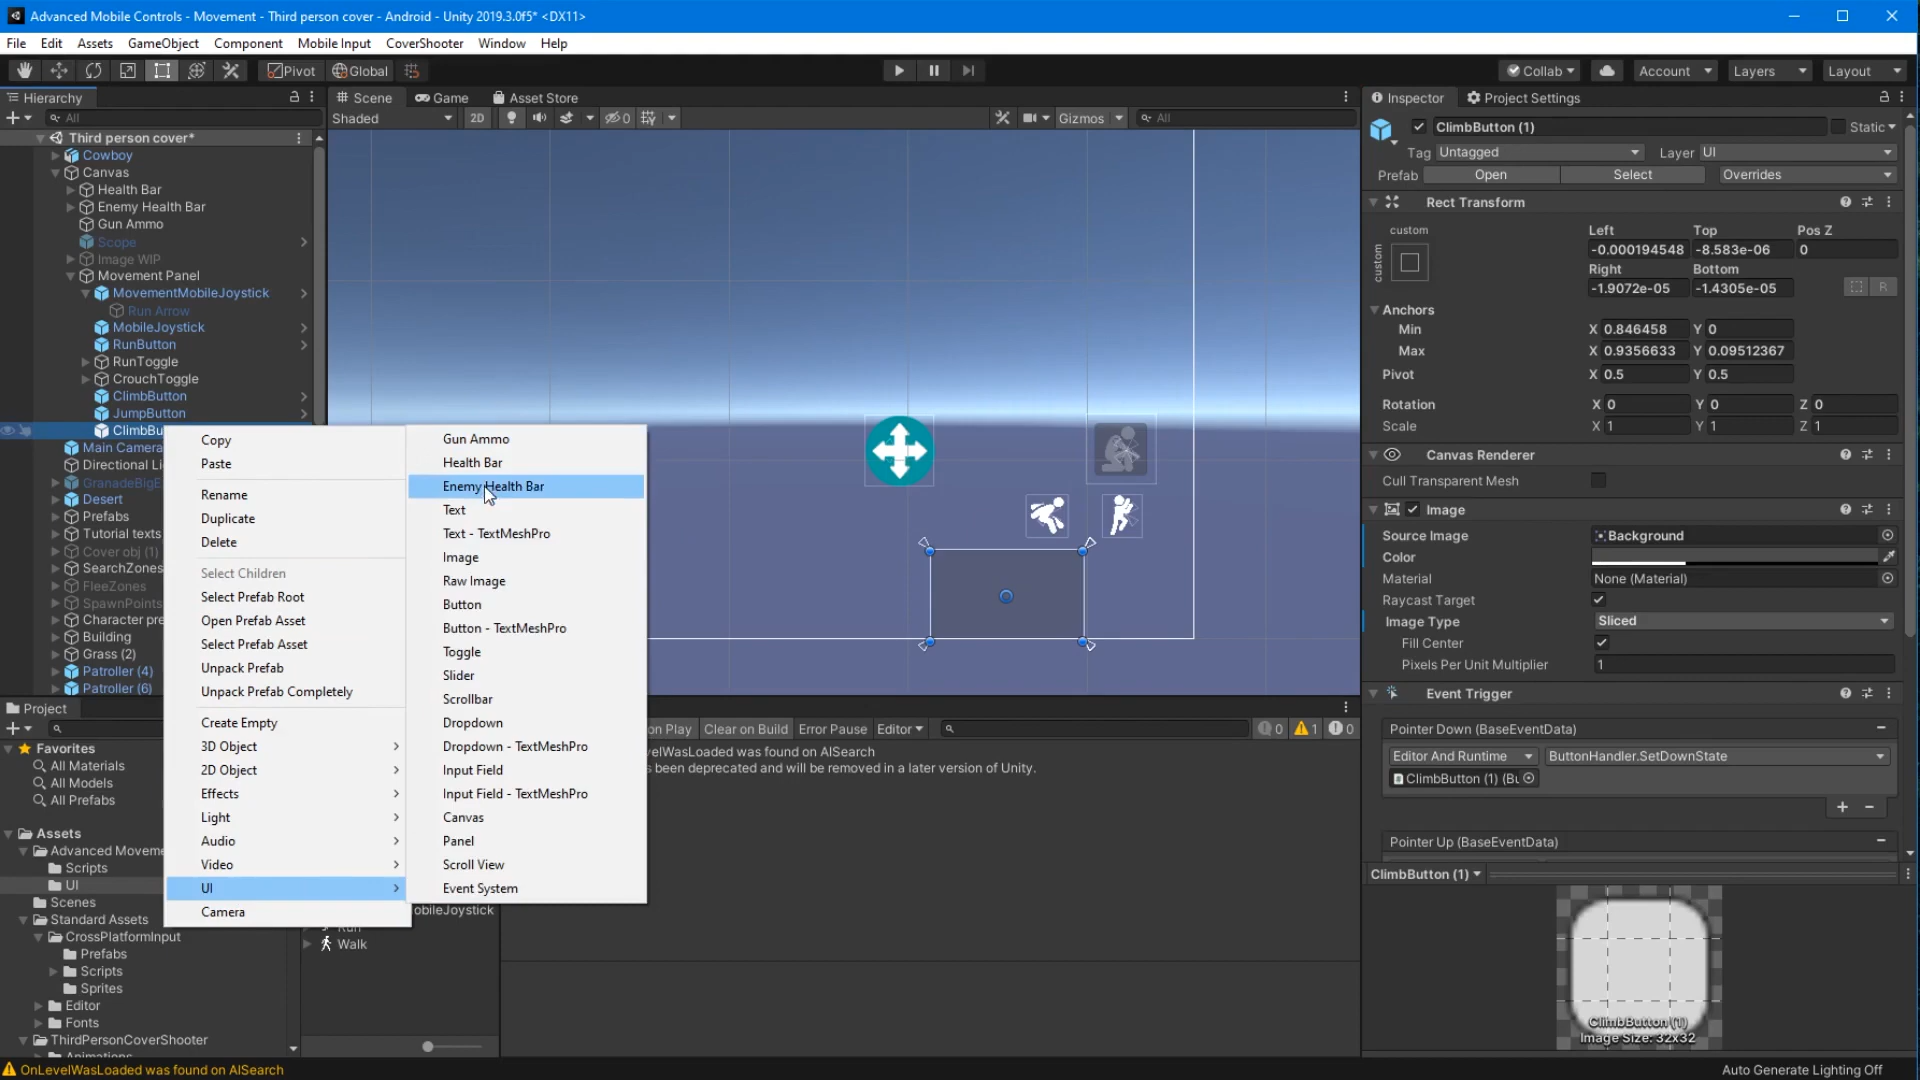 Advanced Mobile Controls - Movement - Third person cover - Android - Unity 2019.3.0f5* <DX11>
File Edit Assets GameObject Component Mobile Input CoverShooter Window Help
Pivot Global Collab Account Layers Layout
Hierarchy Scene Game Asset Store Inspector Project Settings
All Shaded 2D 0 Gizmos All
Third person cover*
Cowboy
Canvas
Health Bar
Enemy Health Bar
Gun Ammo
Scope
Image WIP
Movement Panel
MovementMobileJoystick
Run Arrow
MobileJoystick
RunButton
RunToggle
CrouchToggle
ClimbButton
JumpButton
ClimbBu
Main Camera
Directional Li
GranadeBigE
Desert
Prefabs
Tutorial texts
Cover obj (1)
SearchZones
FleeZones
SpawnPoints
Character pre
Building
Grass (2)
Patroller (4)
Patroller (6)
Copy
Paste
Rename
Duplicate
Delete
Select Children
Select Prefab Root
Open Prefab Asset
Select Prefab Asset
Unpack Prefab
Unpack Prefab Completely
Create Empty
3D Object
2D Object
Effects
Light
Audio
Video
UI
Camera
Gun Ammo
Health Bar
Enemy Health Bar
Text
Text - TextMeshPro
Image
Raw Image
Button
Button - TextMeshPro
Toggle
Slider
Scrollbar
Dropdown
Dropdown - TextMeshPro
Input Field
Input Field - TextMeshPro
Canvas
Panel
Scroll View
Event System
Project
Favorites
All Materials
All Models
All Prefabs
Assets
Advanced Moveme
Scripts
UI
Scenes
Standard Assets
CrossPlatformInput
Prefabs
Scripts
Sprites
Editor
Fonts
ThirdPersonCoverShooter
Animations
obileJoystick
Run
Walk
on Play Clear on Build Error Pause Editor 0 1 0
velWasLoaded was found on AISearch
s been deprecated and will be removed in a later version of Unity.
ClimbButton (1) Static
Tag Untagged Layer UI
Prefab Open Select Overrides
Rect Transform
custom Left Top Pos Z
custom -0.000194548 -8.583e-06 0
Right Bottom
-1.9072e-05 -1.4305e-05 R
Anchors
Min X 0.846458 Y 0
Max X 0.9356633 Y 0.09512367
Pivot X 0.5 Y 0.5
Rotation X 0 Y 0 Z 0
Scale X 1 Y 1 Z 1
Canvas Renderer
Cull Transparent Mesh
Image
Source Image Background
Color
Material None (Material)
Raycast Target
Image Type Sliced
Fill Center
Pixels Per Unit Multiplier 1
Event Trigger
Pointer Down (BaseEventData)
Editor And Runtime ButtonHandler.SetDownState
ClimbButton (1) (Bu
Pointer Up (BaseEventData)
ClimbButton (1)
ClimbButton (1)
Image Size: 32x32
OnLevelWasLoaded was found on AISearch
Auto Generate Lighting Off